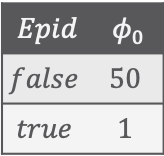 Epid ϕ₀
false 50
true 1